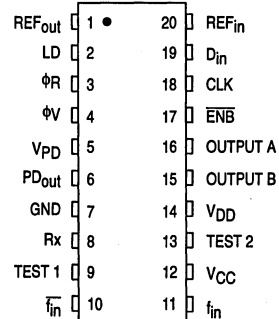 REFout 1 20 REFin
LD 2 19 Din
ϕR 3 18 CLK
ϕV 4 17 E̅N̅B̅
VPD 5 16 OUTPUT A
PDout 6 15 OUTPUT B
GND 7 14 VDD
Rx 8 13 TEST 2
TEST 1 9 12 VCC
f̅i̅n̅ 10 11 fin